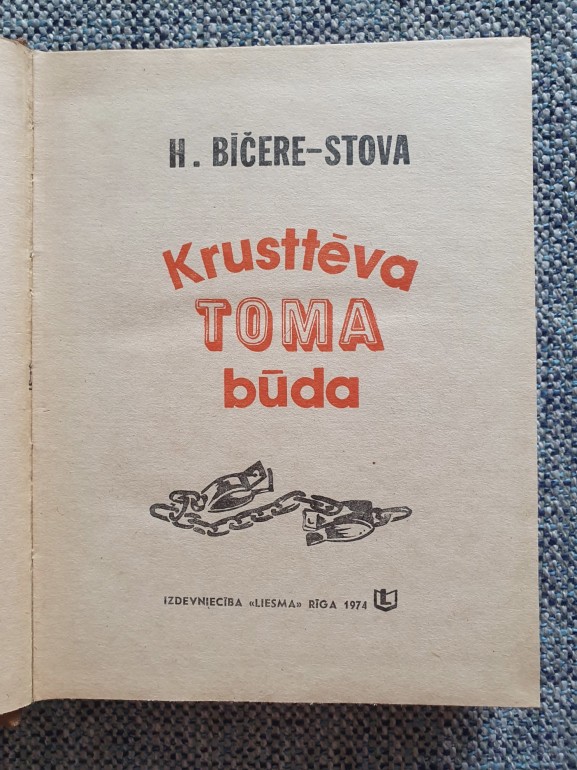 H. BĪČERE-STOVA
Krusttēva
TOMA
būda
IZDEVNIECĪBA «LIESMA» RĪGA 1974